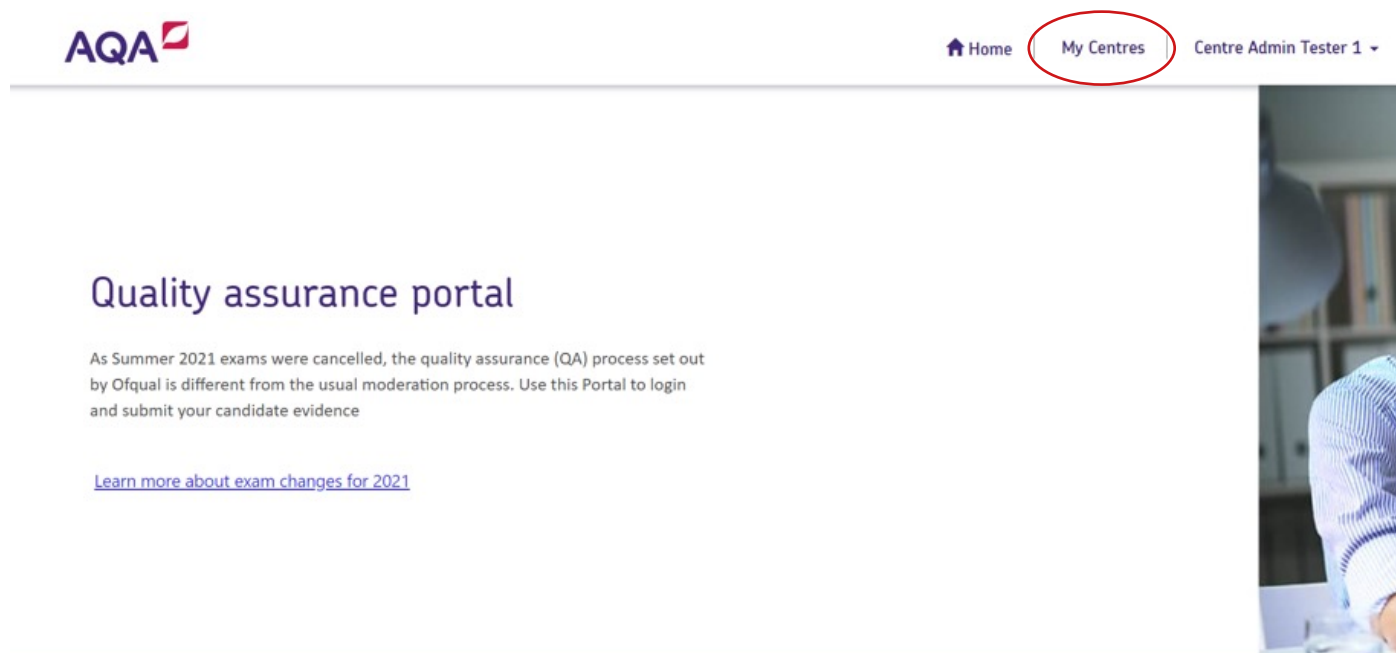 AQA
Home
My Centres
Centre Admin Tester 1
Quality assurance portal
As Summer 2021 exams were cancelled, the quality assurance (QA) process set out
by Ofqual is different from the usual moderation process. Use this Portal to login
and submit your candidate evidence
Learn more about exam changes for 2021